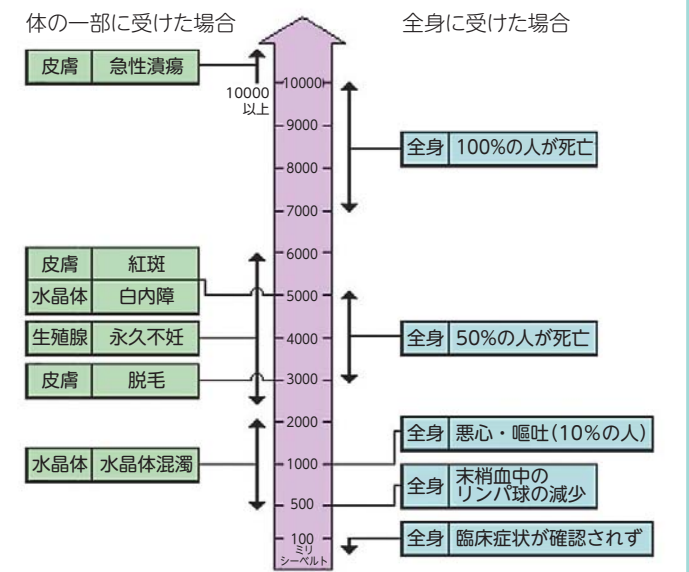 体の一部に受けた場合
全身に受けた場合
皮膚 急性潰瘍
10000
以上
10000
9000
8000
7000
6000
5000
4000
3000
2000
1000
500
100
ミリ
シーベルト
皮膚 紅斑
水晶体 白内障
生殖腺 永久不妊
皮膚 脱毛
水晶体 水晶体混濁
全身 100%の人が死亡
全身 50%の人が死亡
全身 悪心・嘔吐(10%の人)
全身 末梢血中の
リンパ球の減少
全身 臨床症状が確認されず